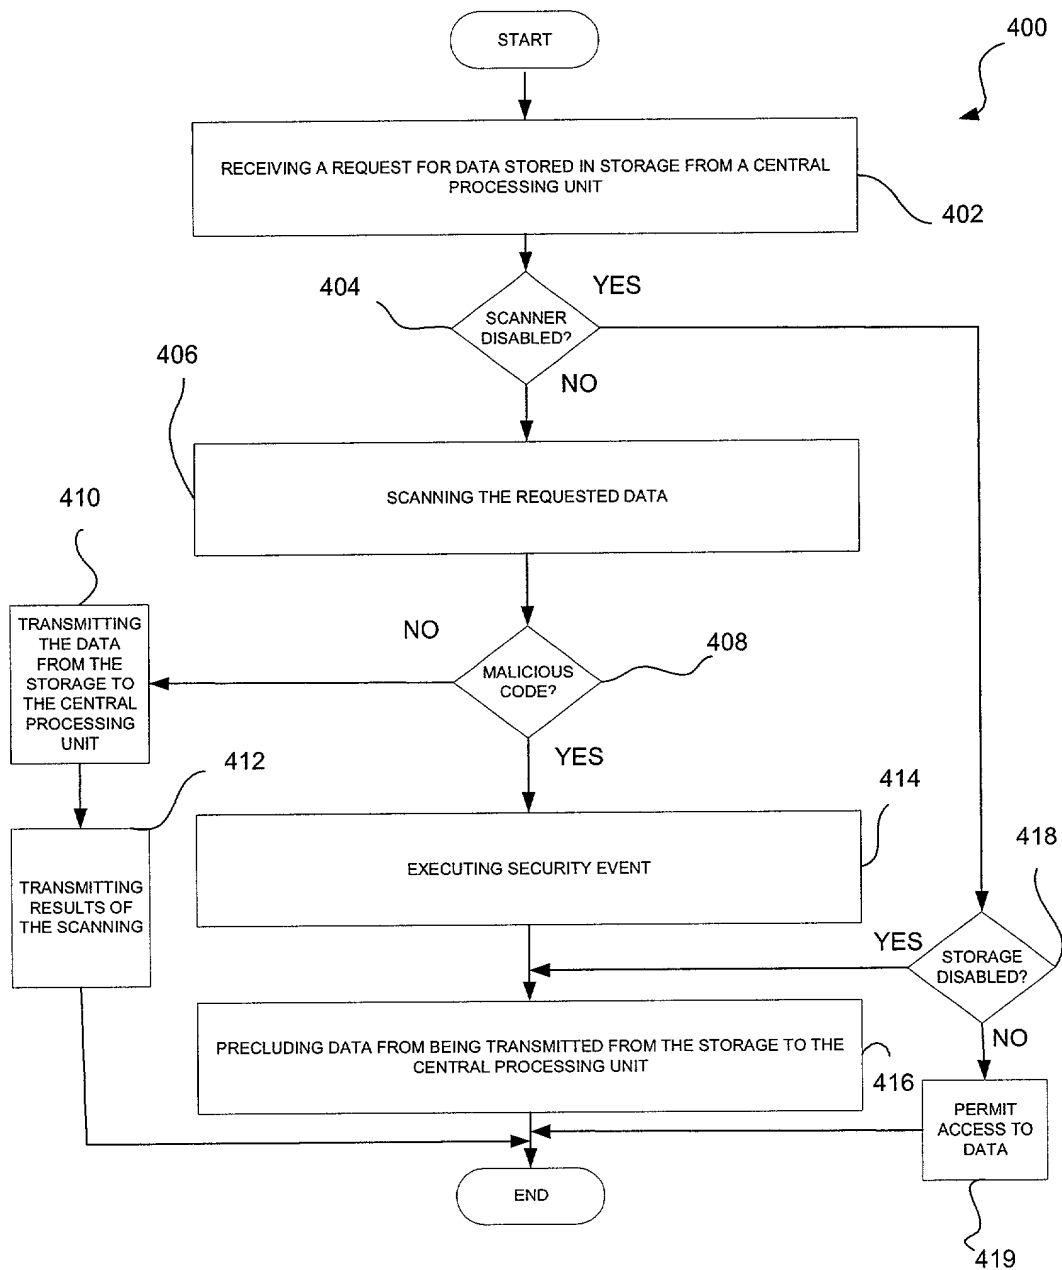 START
400
RECEIVING A REQUEST FOR DATA STORED IN STORAGE FROM A CENTRAL
PROCESSING UNIT
402
404
YES
SCANNER
DISABLED?
NO
406
SCANNING THE REQUESTED DATA
410
NO
408
MALICIOUS
CODE?
YES
TRANSMITTING
THE DATA
FROM THE
STORAGE TO
THE CENTRAL
PROCESSING
UNIT
412
414
EXECUTING SECURITY EVENT
418
TRANSMITTING
RESULTS OF
THE SCANNING
YES
STORAGE
DISABLED?
NO
PRECLUDING DATA FROM BEING TRANSMITTED FROM THE STORAGE TO THE
CENTRAL PROCESSING UNIT
416
PERMIT
ACCESS TO
DATA
END
419